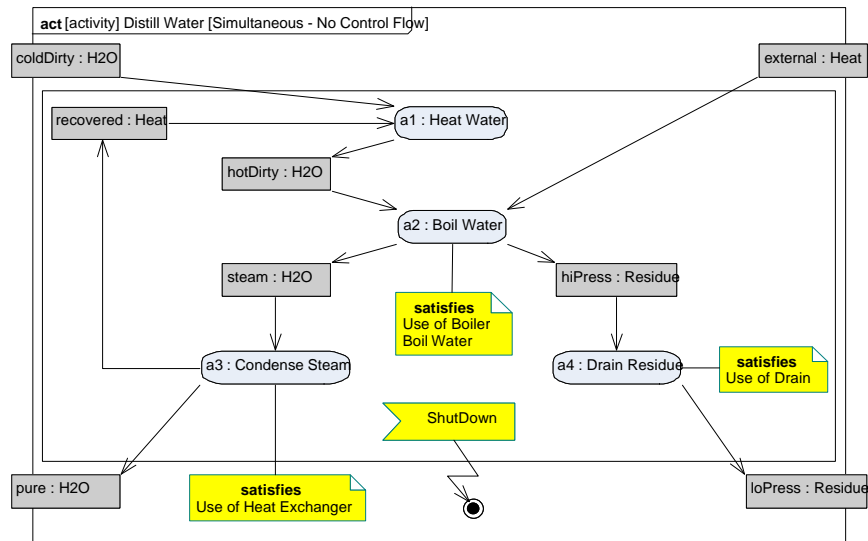 act [activity] Distill Water [Simultaneous - No Control Flow]
coldDirty : H2O
external : Heat
recovered : Heat
a1 : Heat Water
hotDirty : H2O
a2 : Boil Water
steam : H2O
hiPress : Residue
satisfies
Use of Boiler
Boil Water
a3 : Condense Steam
a4 : Drain Residue
satisfies
Use of Drain
ShutDown
pure : H2O
satisfies
Use of Heat Exchanger
loPress : Residue